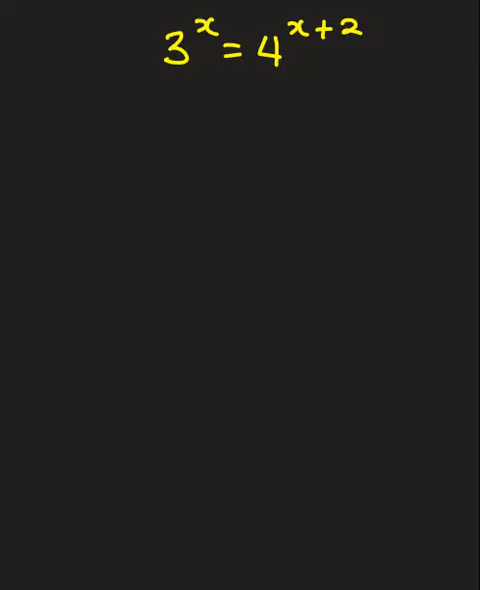 3^x = 4^{x+2}